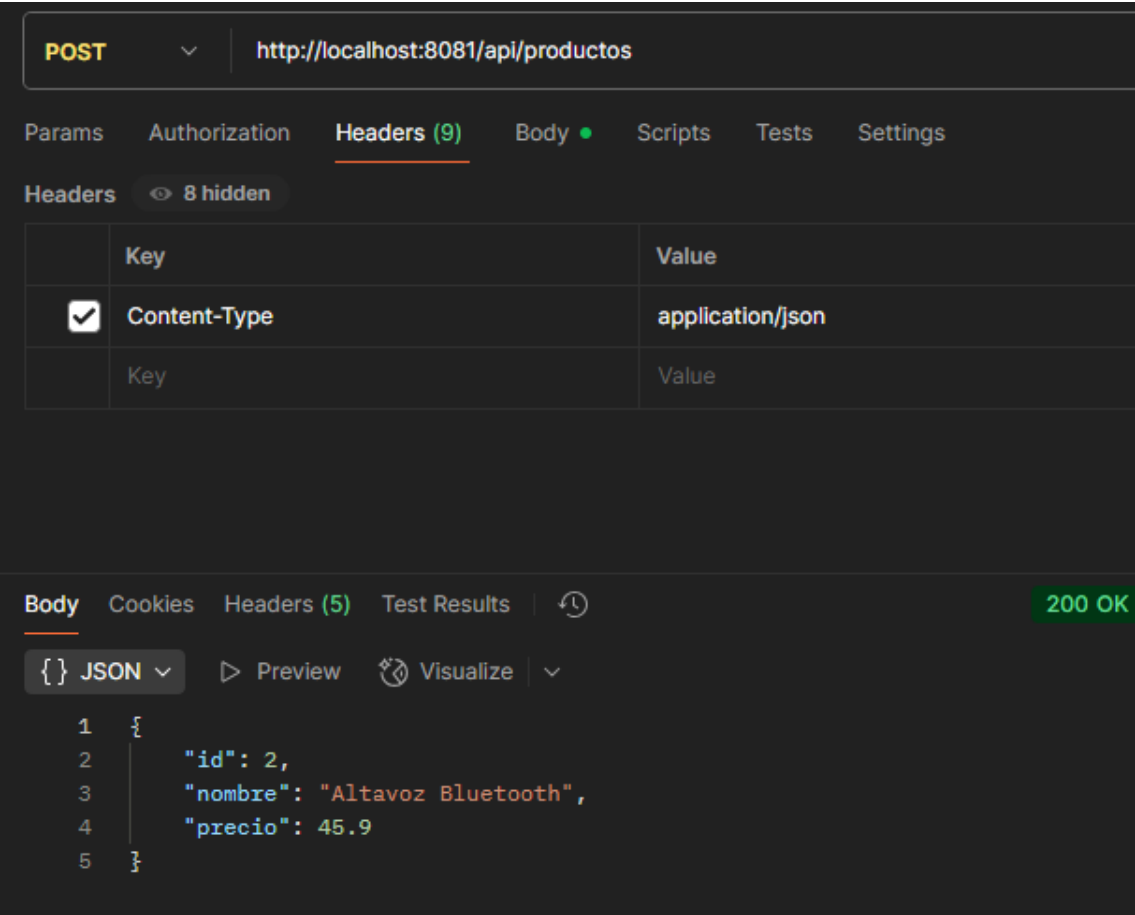 POST http://localhost:8081/api/productos
Params Authorization Headers (9) Body Scripts Tests Settings
Headers 8 hidden
Key Value
Content-Type application/json
Key Value
Body Cookies Headers (5) Test Results 200 OK
{} JSON Preview Visualize
1 {
2 "id": 2,
3 "nombre": "Altavoz Bluetooth",
4 "precio": 45.9
5 }